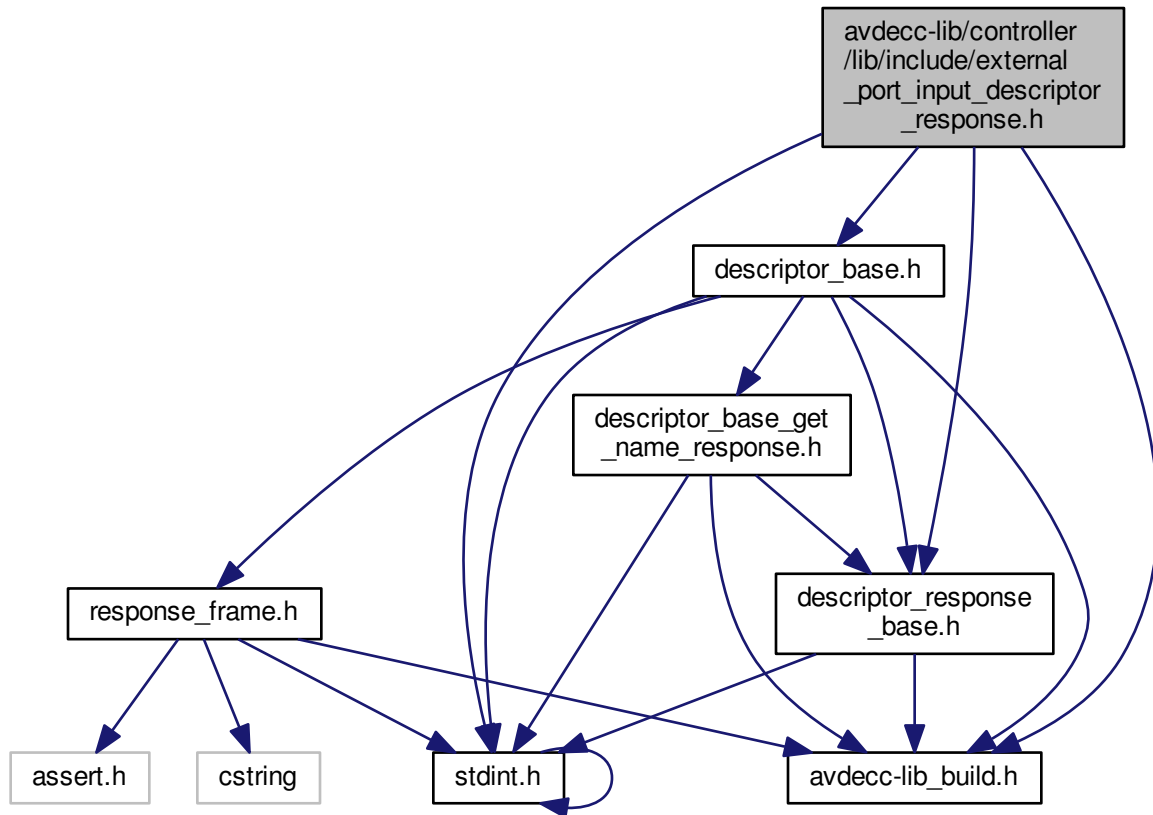 avdecc-lib/controller
/lib/include/external
_port_input_descriptor
_response.h
descriptor_base.h
descriptor_base_get
_name_response.h
response_frame.h
descriptor_response
_base.h
assert.h
cstring
stdint.h
avdecc-lib_build.h